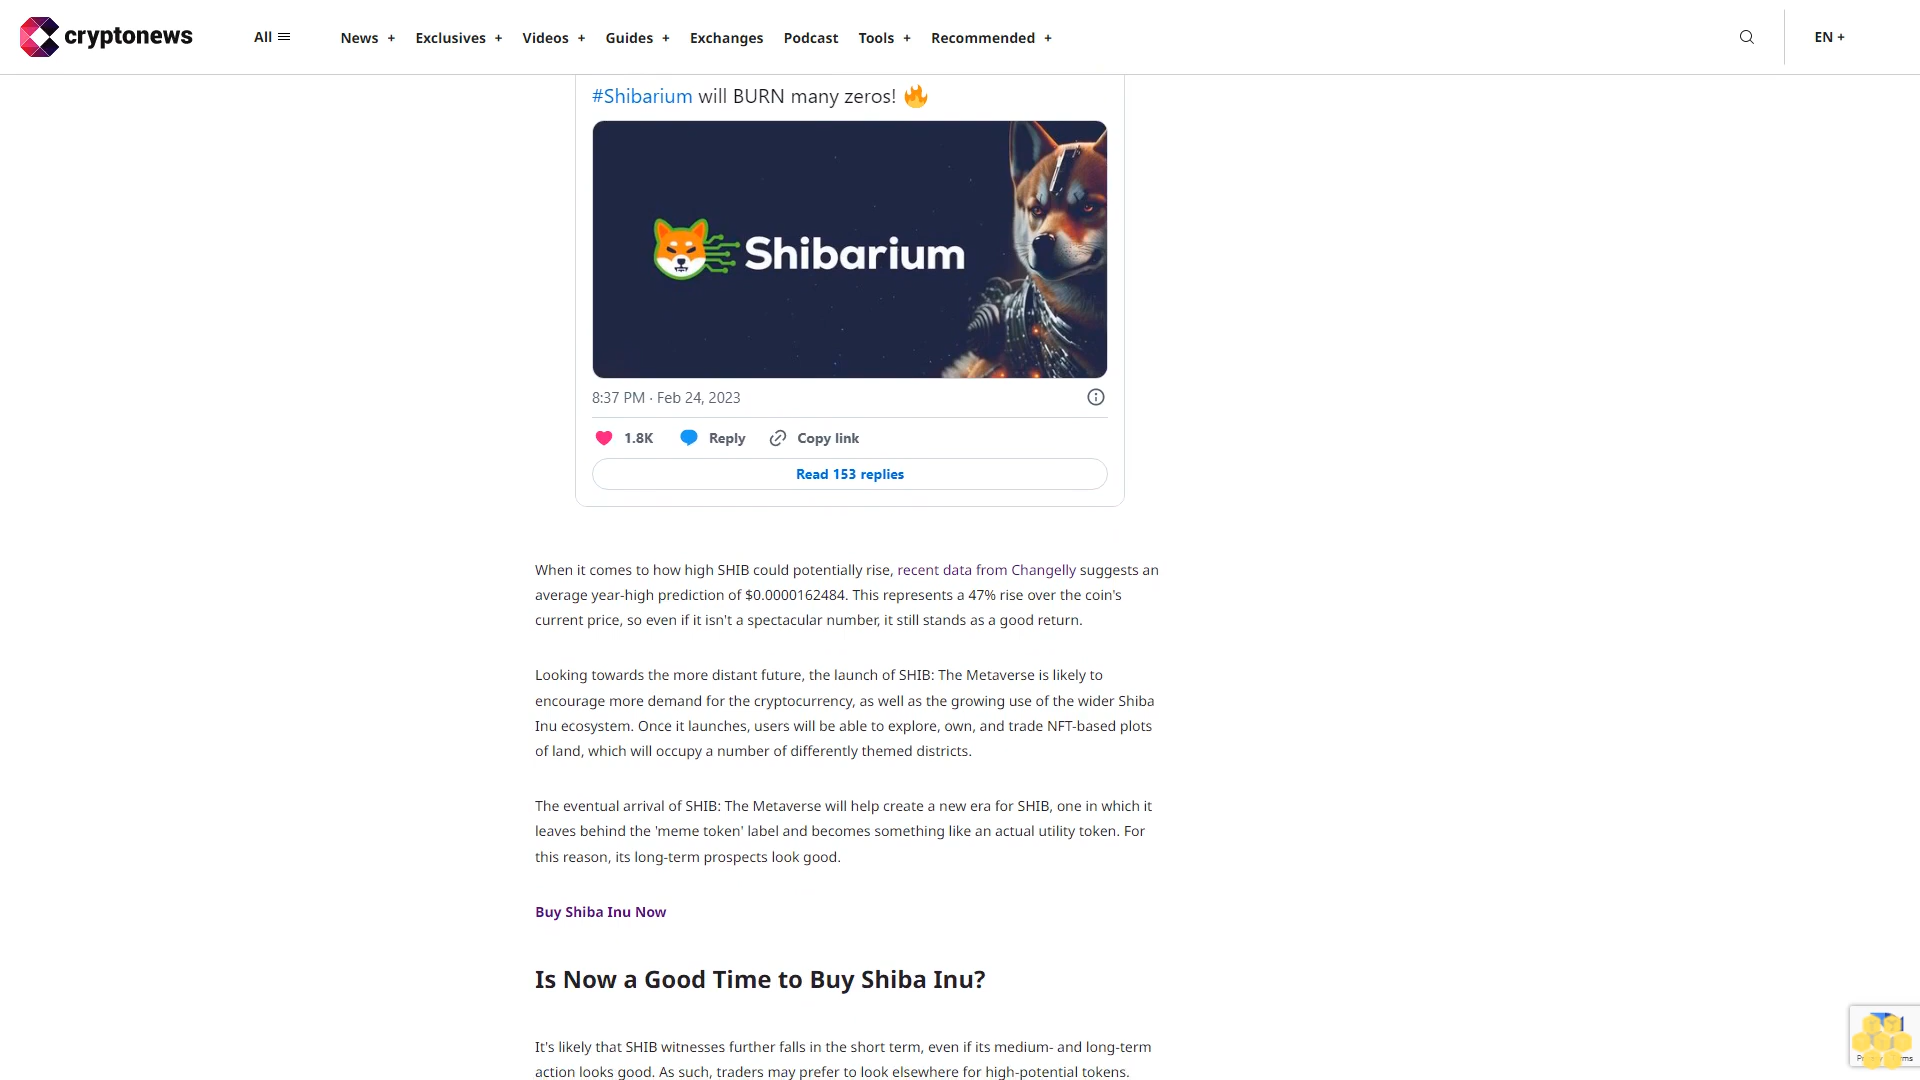 cryptonews
All
News +
Exclusives +
Videos +
Guides +
Exchanges
Podcast
Tools +
Recommended +
EN +
#Shibarium will BURN many zeros! 🔥
Shibarium
8:37 PM · Feb 24, 2023
1.8K
Reply
Copy link
Read 153 replies
When it comes to how high SHIB could potentially rise, recent data from Changelly suggests an
average year-high prediction of $0.0000162484. This represents a 47% rise over the coin's
current price, so even if it isn't a spectacular number, it still stands as a good return.
Looking towards the more distant future, the launch of SHIB: The Metaverse is likely to
encourage more demand for the cryptocurrency, as well as the growing use of the wider Shiba
Inu ecosystem. Once it launches, users will be able to explore, own, and trade NFT-based plots
of land, which will occupy a number of differently themed districts.
The eventual arrival of SHIB: The Metaverse will help create a new era for SHIB, one in which it
leaves behind the 'meme token' label and becomes something like an actual utility token. For
this reason, its long-term prospects look good.
Buy Shiba Inu Now
Is Now a Good Time to Buy Shiba Inu?
It's likely that SHIB witnesses further falls in the short term, even if its medium- and long-term
action looks good. As such, traders may prefer to look elsewhere for high-potential tokens.